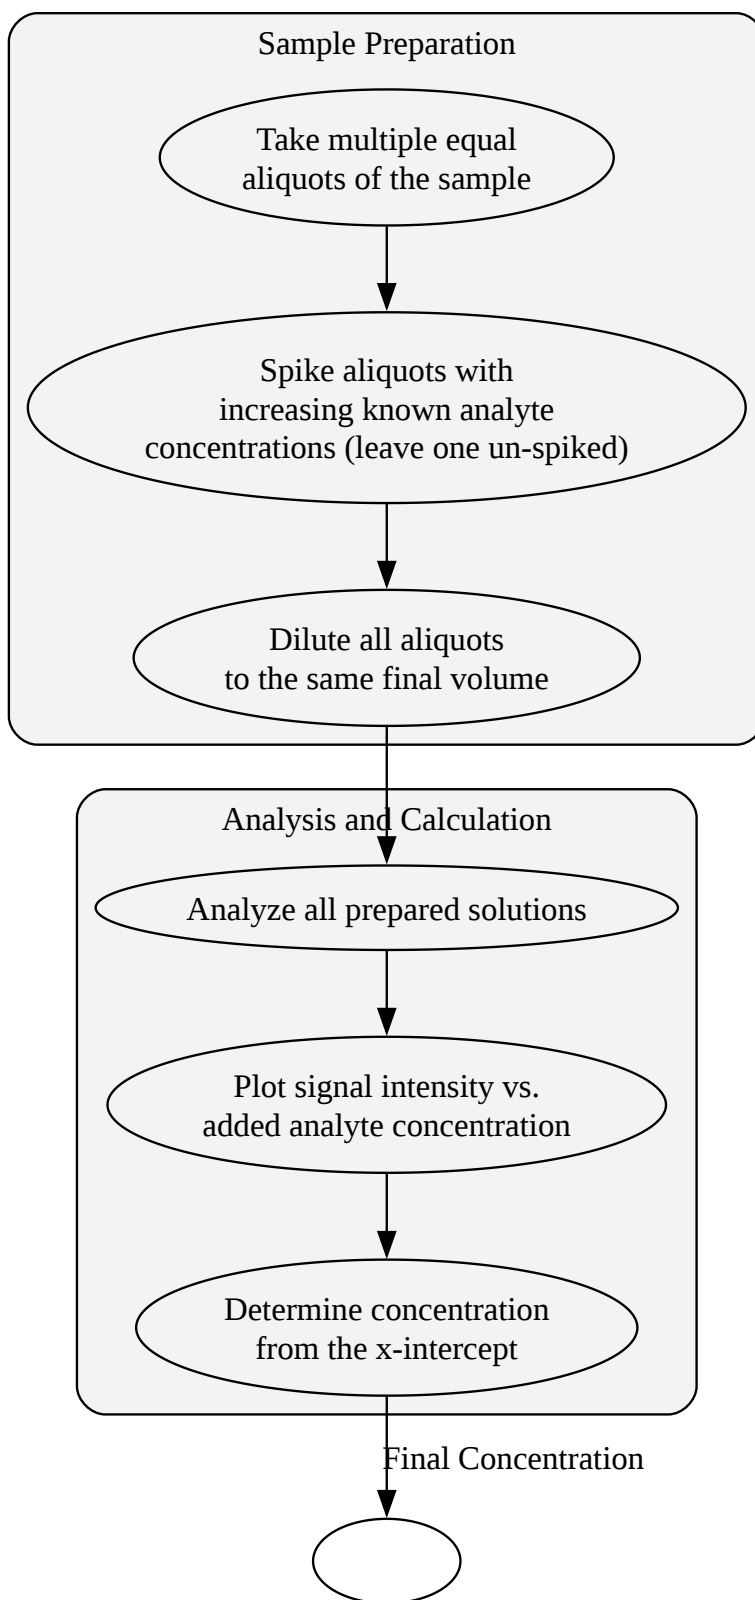 Sample Preparation
Take multiple equal
aliquots of the sample
Spike aliquots with
increasing known analyte
concentrations (leave one un-spiked)
Dilute all aliquots
to the same final volume
Analysis and Calculation
Analyze all prepared solutions
Plot signal intensity vs.
added analyte concentration
Determine concentration
from the x-intercept
Final Concentration